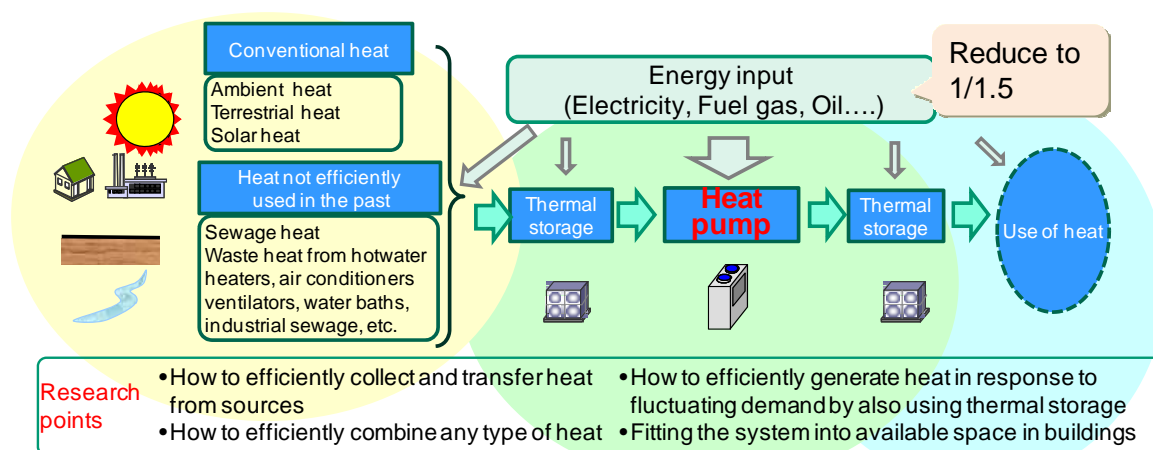 Conventional heat
Ambient heat
Terrestrial heat
Solar heat
Heat not efficiently
used in the past
Sewage heat
Waste heat from hotwater
heaters, air conditioners
ventilators, water baths,
industrial sewage, etc.
Energy input
(Electricity, Fuel gas, Oil….)
Reduce to
1/1.5
Thermal
storage
Heat
pump
Thermal
storage
Use of heat
Research
points
•How to efficiently collect and transfer heat
from sources
•How to efficiently combine any type of heat
•How to efficiently generate heat in response to
fluctuating demand by also using thermal storage
•Fitting the system into available space in buildings